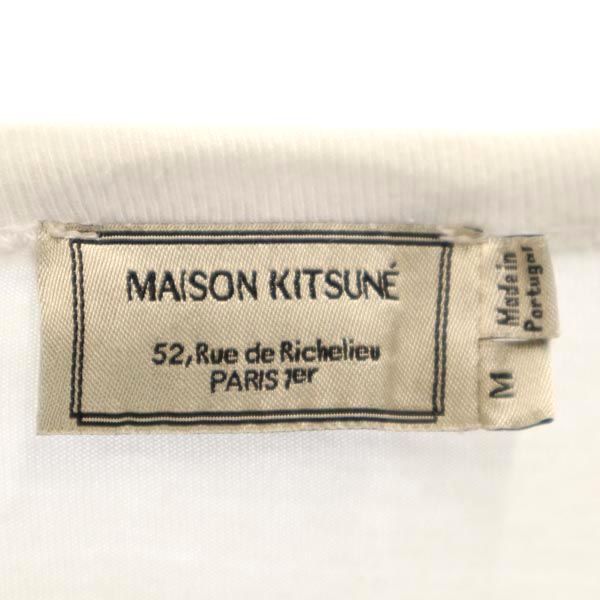 MAISON KITSUNÉ
52, Rue de Richelieu
PARIS 1er
Made in
Portugal
M